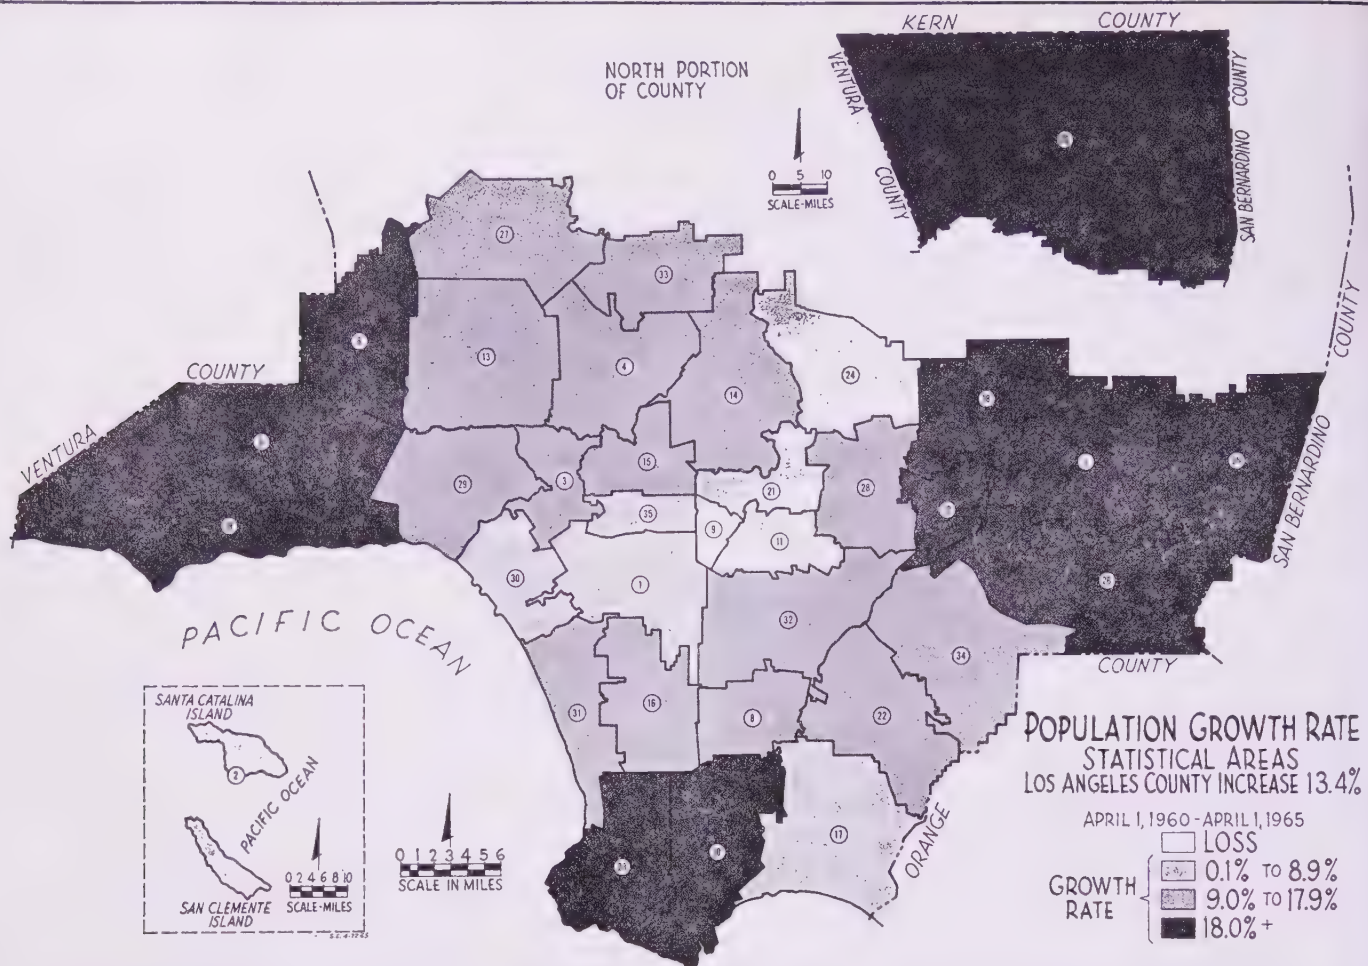 KERN COUNTY
NORTH PORTION
OF COUNTY
VENTURA
COUNTY
COUNTY
SAN BERNARDINO
0 5 10
SCALE-MILES
27
33
13
4
14
24
COUNTY
VENTURA
COUNTY
SAN BERNARDINO
29
3
15
35
21
28
9
11
30
1
32
34
COUNTY
31
16
8
22
17
ORANGE
PACIFIC OCEAN
SANTA CATALINA
ISLAND
2
PACIFIC OCEAN
SAN CLEMENTE
ISLAND
0 2 4 6 8 10
SCALE-MILES
0 1 2 3 4 5 6
SCALE IN MILES
POPULATION GROWTH RATE
STATISTICAL AREAS
LOS ANGELES COUNTY INCREASE 13.4%
APRIL 1, 1960 - APRIL 1, 1965
LOSS
GROWTH
RATE
0.1% TO 8.9%
9.0% TO 17.9%
18.0% +